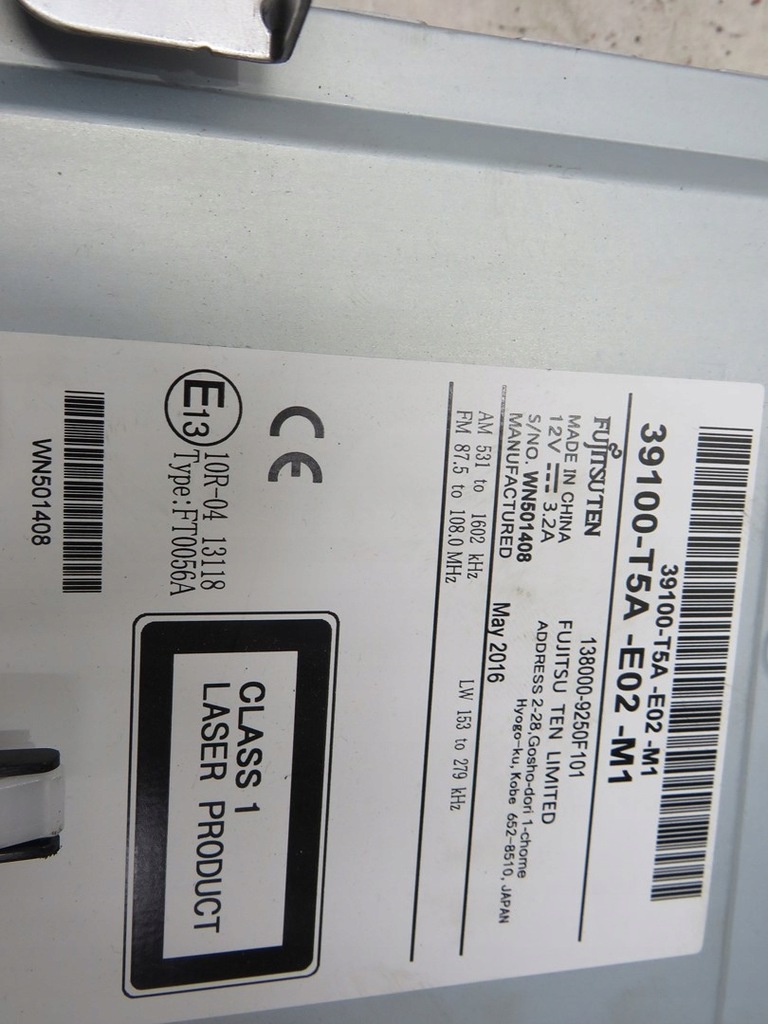 39100-T5A -E02 -M1
39100-T5A -E02 -M1
FUJITSU TEN
138000-9250F101
MADE IN CHINA
FUJITSU TEN LIMITED
12V 3.2A
ADDRESS 2-28,Gosho-dori 1-chome
S/NO. WN501408
Hyogo-ku, Kobe 652-8510, JAPAN
MANUFACTURED May 2016
AM 531 to 1602 kHz LW 153 to 279 kHz
FM 87.5 to 108.0 MHz
CE
E13
10R-04 13118
Type:FT0056A
CLASS 1
LASER PRODUCT
WN501408